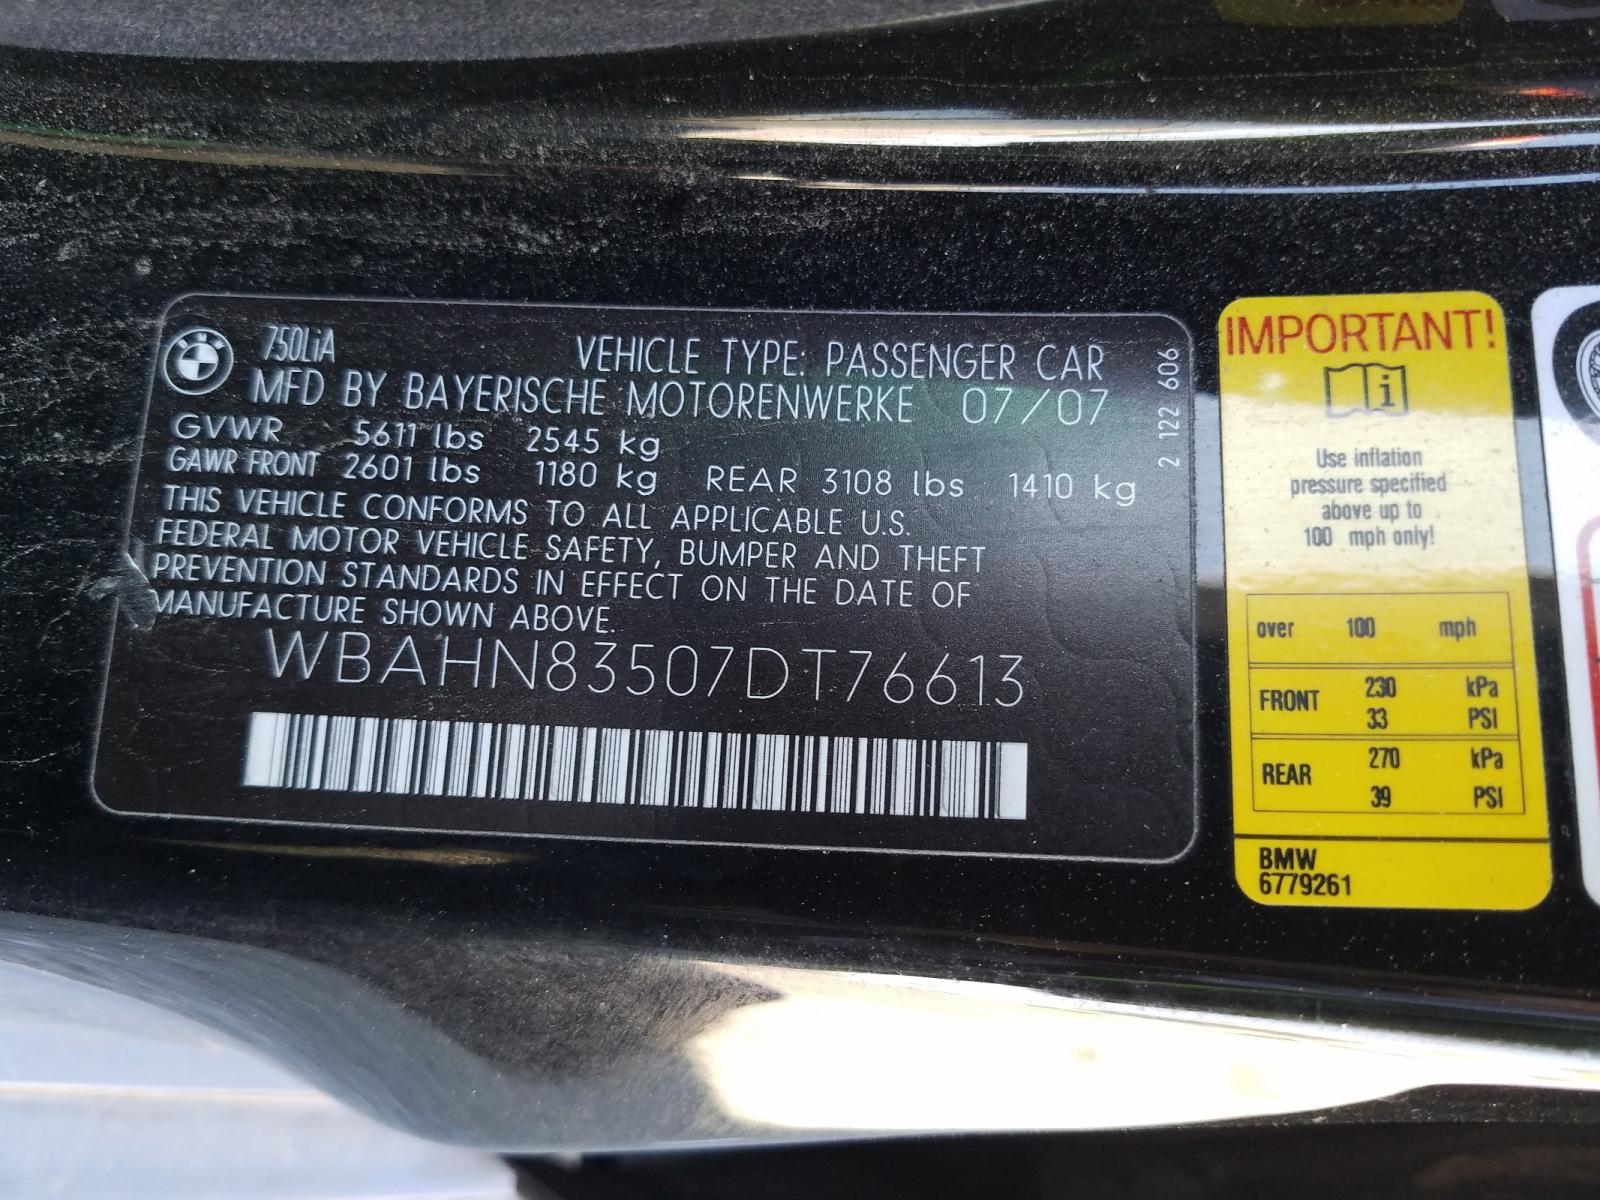 750LiA
VEHICLE TYPE: PASSENGER CAR
MFD BY BAYERISCHE MOTORENWERKE 07/07
GVWR 5611 lbs 2545 kg
GAWR FRONT 2601 lbs 1180 kg REAR 3108 lbs 1410 kg
THIS VEHICLE CONFORMS TO ALL APPLICABLE U.S.
FEDERAL MOTOR VEHICLE SAFETY, BUMPER AND THEFT
PREVENTION STANDARDS IN EFFECT ON THE DATE OF
MANUFACTURE SHOWN ABOVE.
WBAHN83507DT76613
2 122 606
IMPORTANT!
Use inflation
pressure specified
above up to
100 mph only!
over 100 mph
FRONT 230 kPa
33 PSI
REAR 270 kPa
39 PSI
BMW
6779261